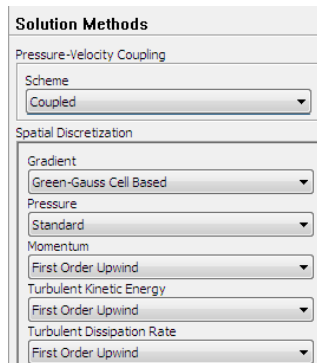 Solution Methods
Pressure-Velocity Coupling
Scheme
Coupled
Spatial Discretization
Gradient
Green-Gauss Cell Based
Pressure
Standard
Momentum
First Order Upwind
Turbulent Kinetic Energy
First Order Upwind
Turbulent Dissipation Rate
First Order Upwind